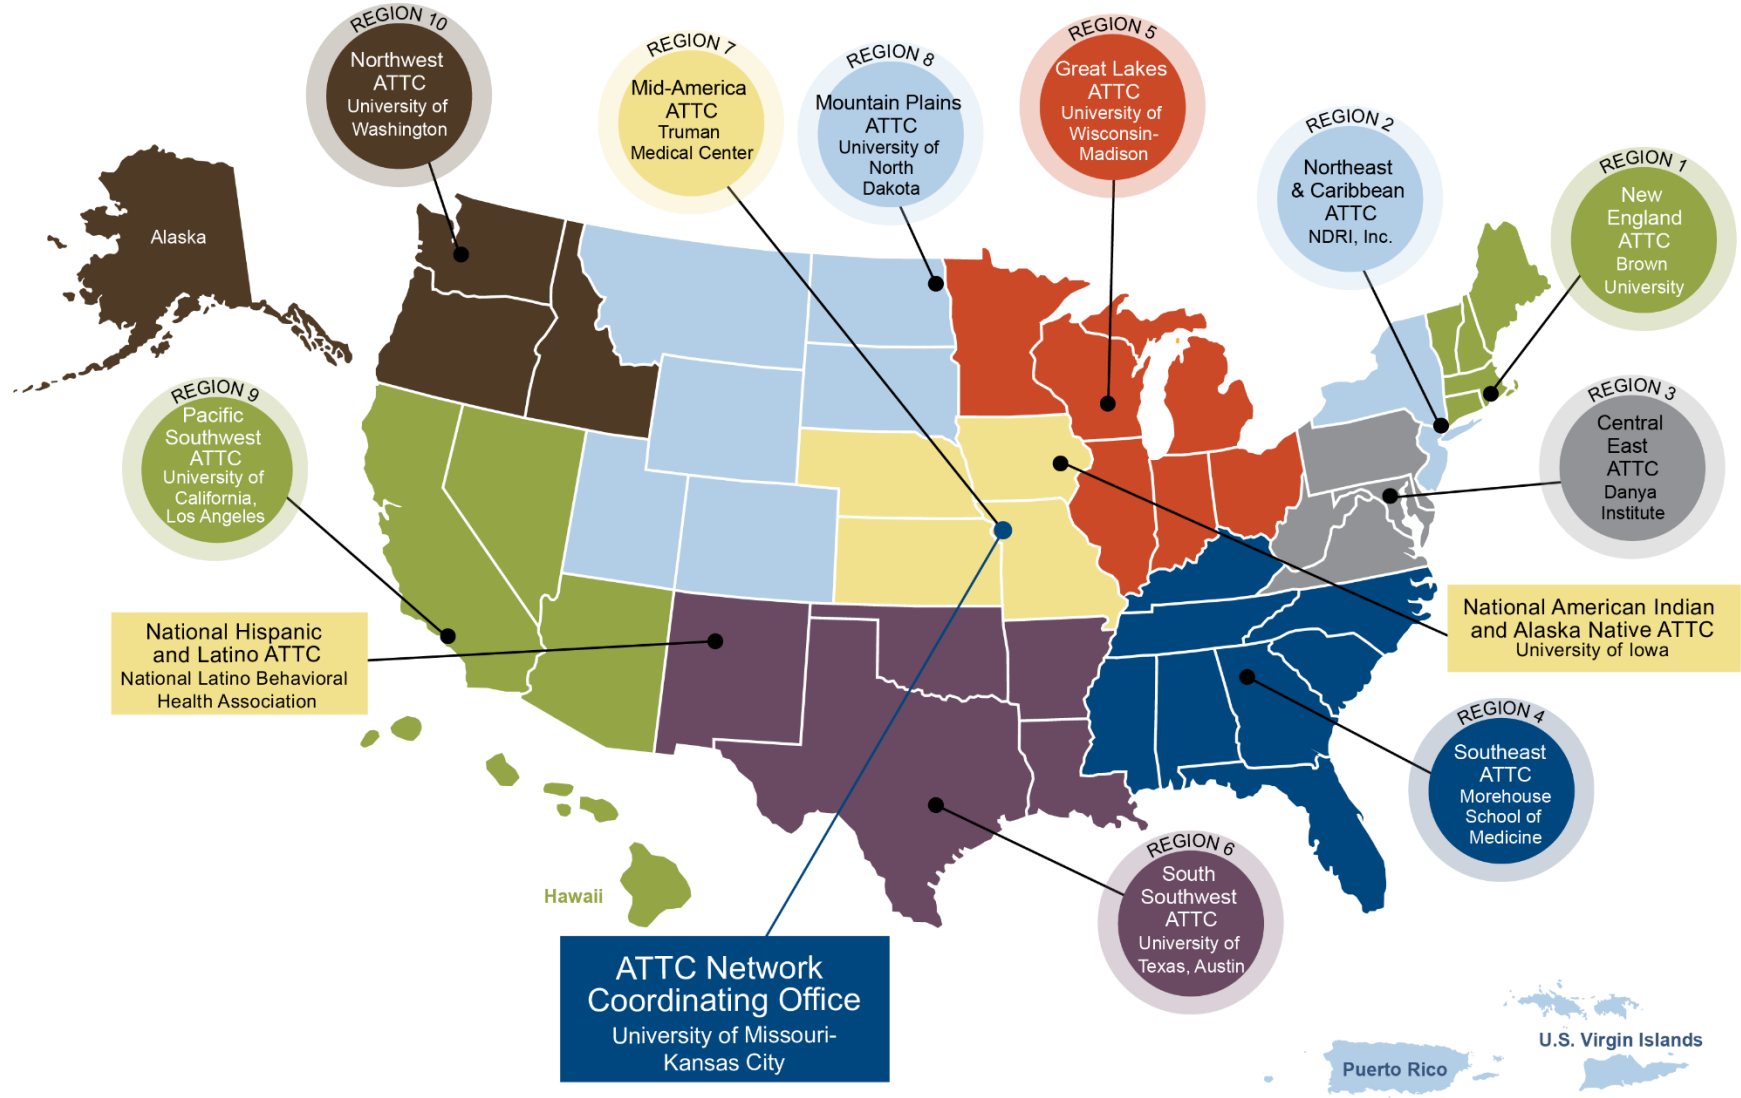 REGION 10
Northwest
ATTC
University of
Washington
REGION 7
Mid-America
ATTC
Truman
Medical Center
REGION 8
Mountain Plains
ATTC
University of
North
Dakota
REGION 5
Great Lakes
ATTC
University of
Wisconsin-
Madison
REGION 2
Northeast
& Caribbean
ATTC
NDRI, Inc.
REGION 1
New
England
ATTC
Brown
University
Alaska
REGION 9
Pacific
Southwest
ATTC
University of
California,
Los Angeles
REGION 3
Central
East
ATTC
Danya
Institute
National Hispanic
and Latino ATTC
National Latino Behavioral
Health Association
National American Indian
and Alaska Native ATTC
University of Iowa
REGION 4
Southeast
ATTC
Morehouse
School of
Medicine
REGION 6
South
Southwest
ATTC
University of
Texas, Austin
Hawaii
ATTC Network
Coordinating Office
University of Missouri-
Kansas City
U.S. Virgin Islands
Puerto Rico